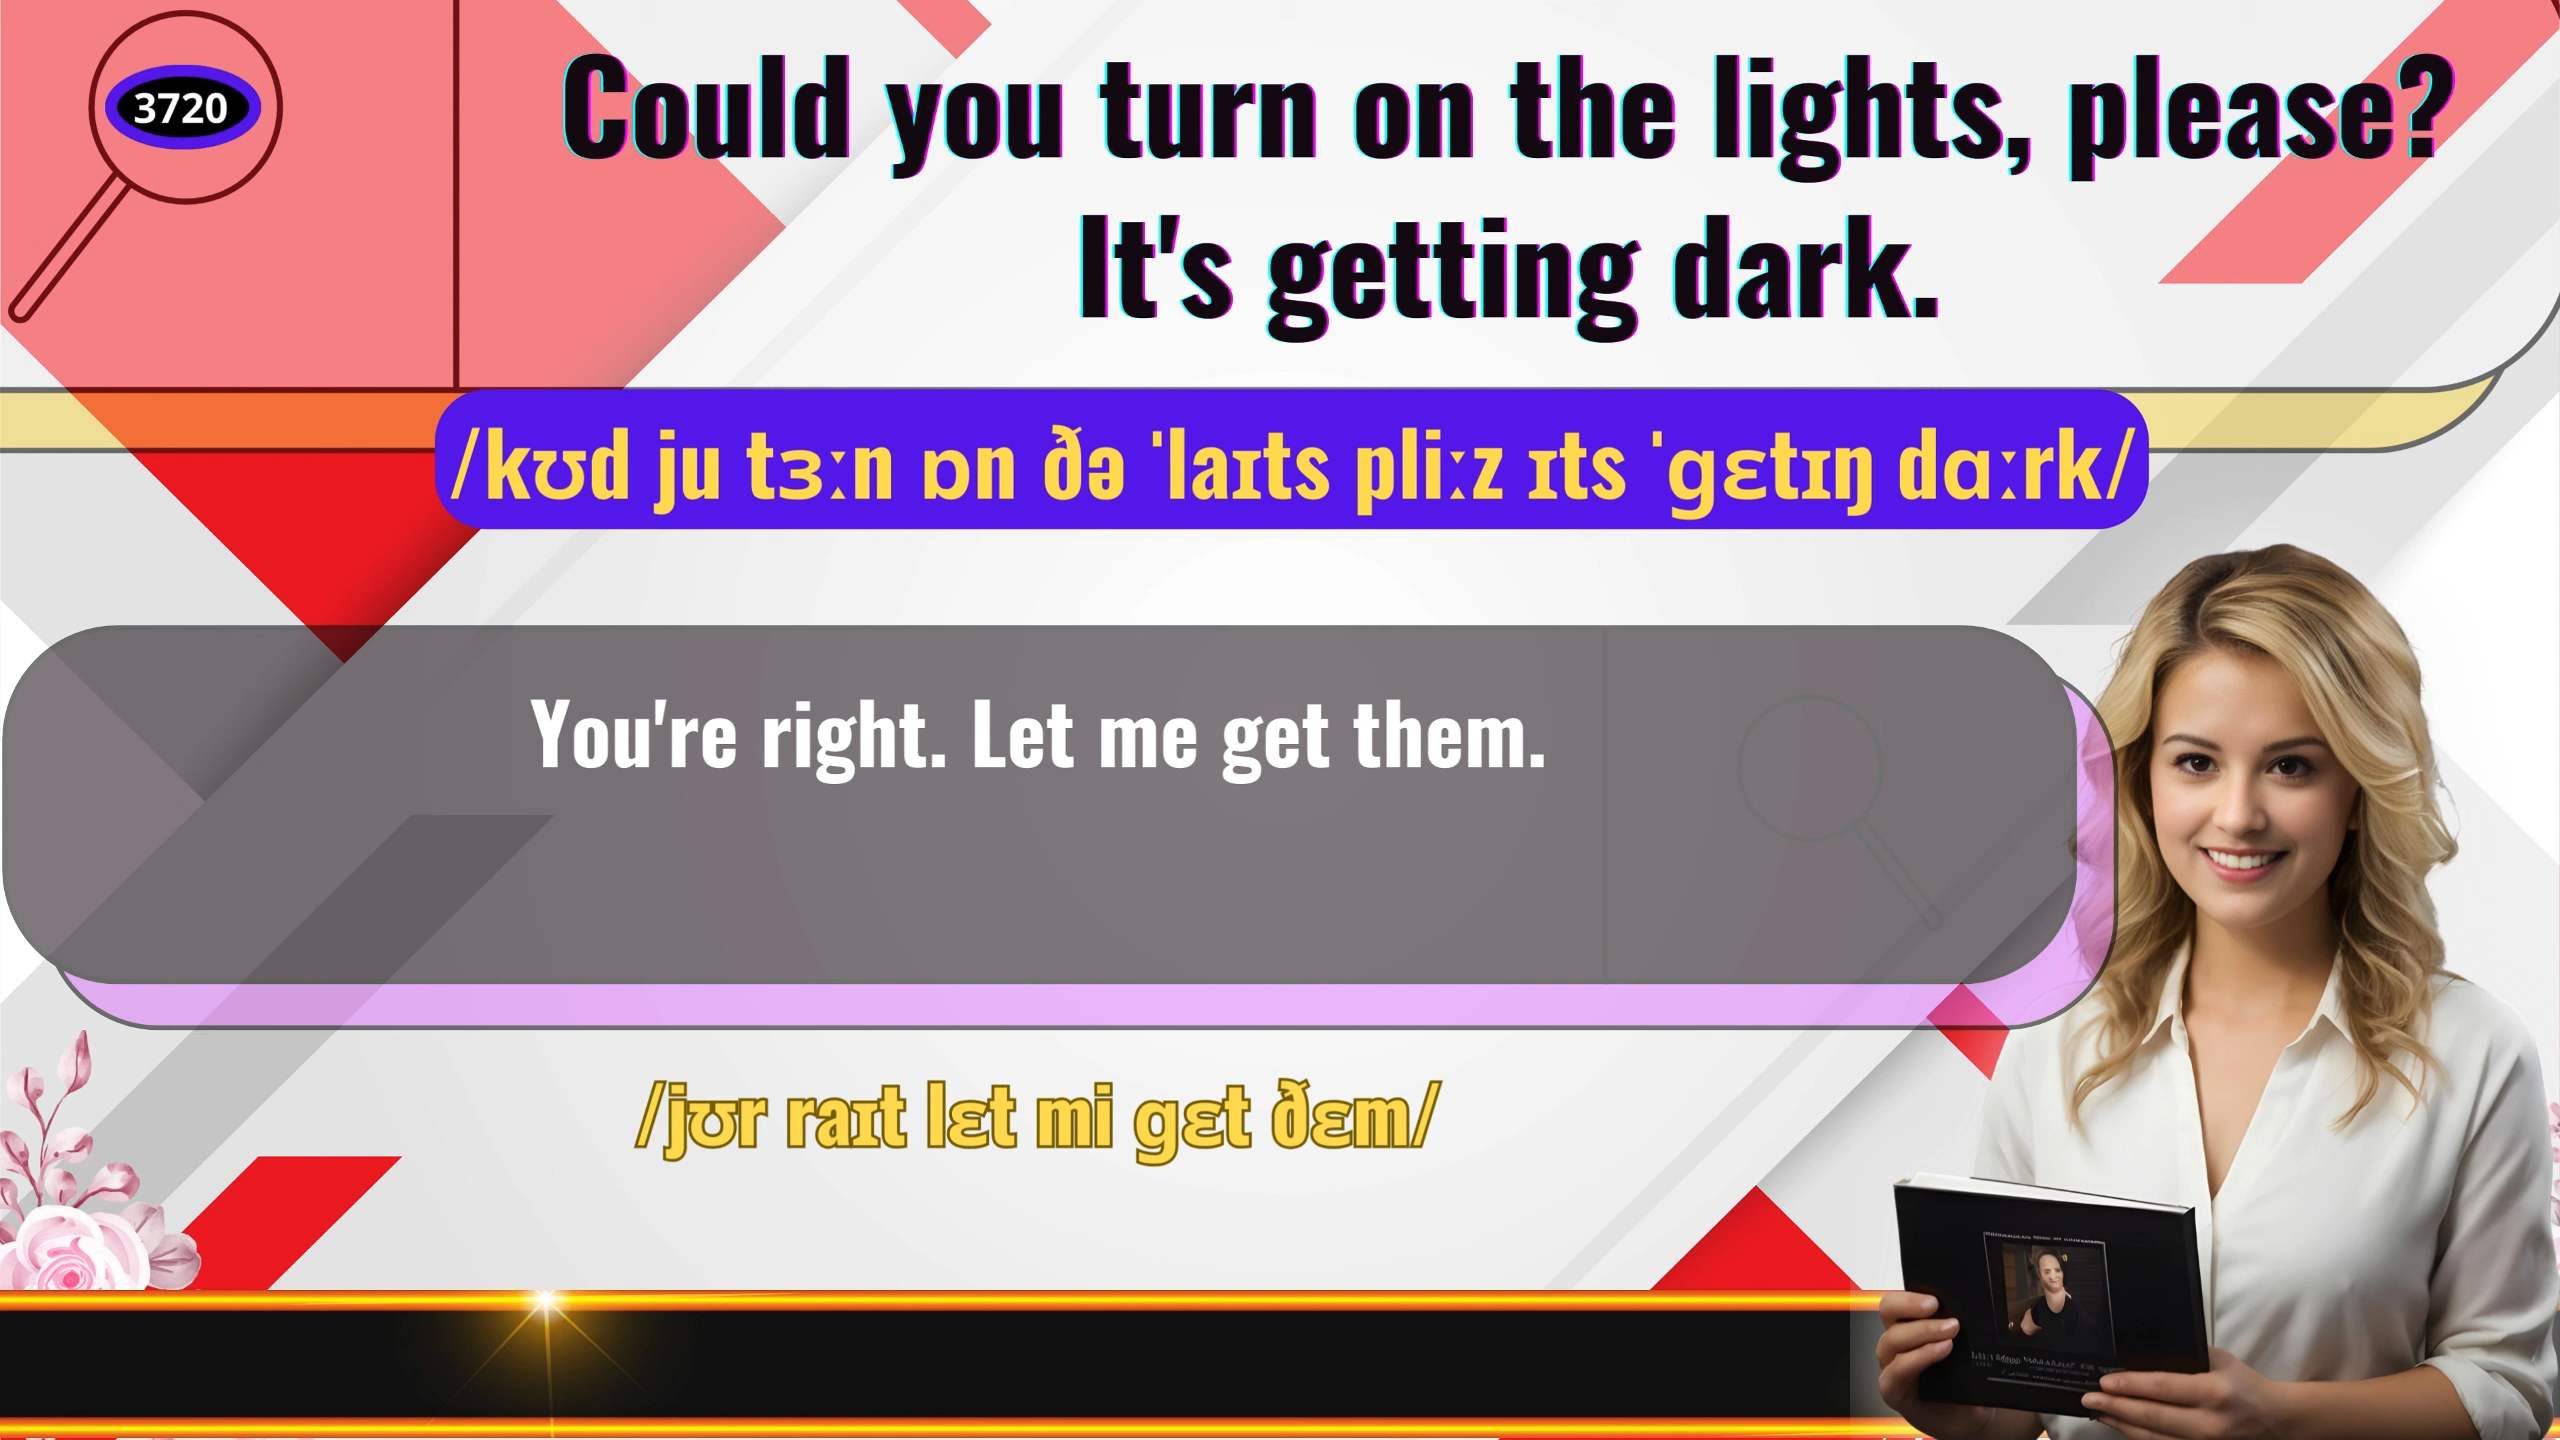 3720
Could you turn on the lights, please?
It's getting dark.
/kʊd ju tɜːn ɒn ðə ˈlaɪts pliːz ɪts ˈɡɛtɪŋ dɑːrk/
You're right. Let me get them.
/jʊr raɪt lɛt mi ɡɛt ðɛm/